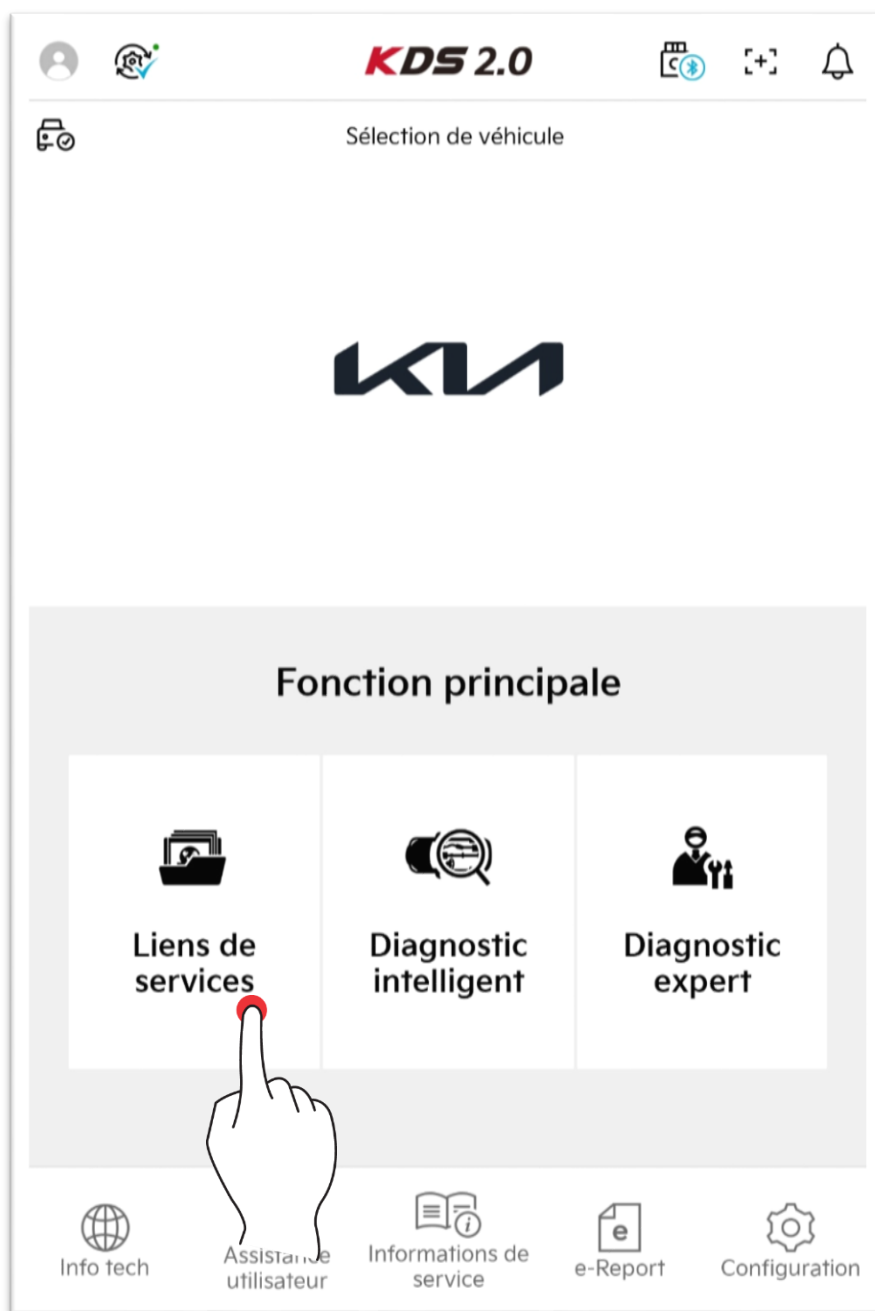 KDS 2.0
Sélection de véhicule
KIA
Fonction principale
Liens de
services
Diagnostic
intelligent
Diagnostic
expert
Info tech
Assistance
utilisateur
Informations de
service
e
e-Report
Configuration